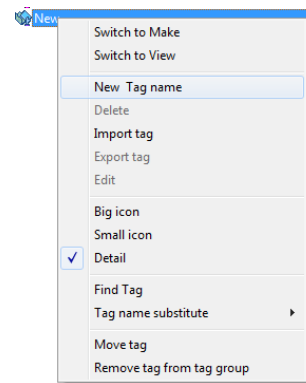 New
Switch to Make
Switch to View
New Tag name
Delete
Import tag
Export tag
Edit
Big icon
Small icon
Detail
Find Tag
Tag name substitute
Move tag
Remove tag from tag group